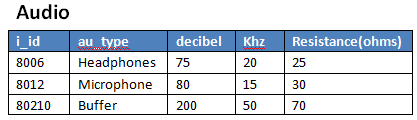 Audio
i_id au_type decibel Khz Resistance(ohms)
8006 Headphones 75 20 25
8012 Microphone 80 15 30
80210 Buffer 200 50 70